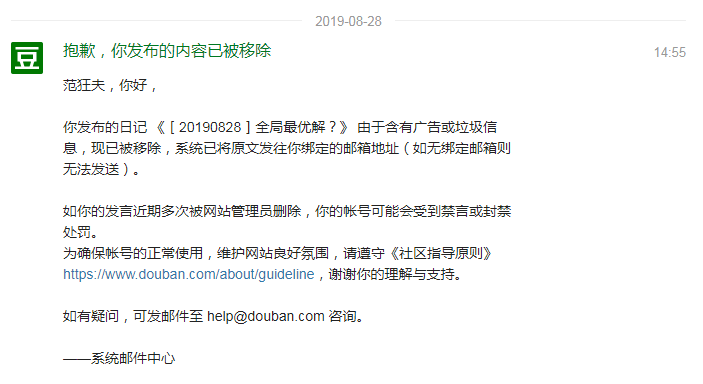 2019-08-28
豆
抱歉，你发布的内容已被移除
14:55
范狂夫，你好，
你发布的日记 《［20190828］全局最优解？》 由于含有广告或垃圾信
息，现已被移除，系统已将原文发往你绑定的邮箱地址（如无绑定邮箱则
无法发送）。
如你的发言近期多次被网站管理员删除，你的帐号可能会受到禁言或封禁
处罚。
为确保帐号的正常使用，维护网站良好氛围，请遵守《社区指导原则》
https://www.douban.com/about/guideline，谢谢你的理解与支持。
如有疑问，可发邮件至 help@douban.com 咨询。
——系统邮件中心